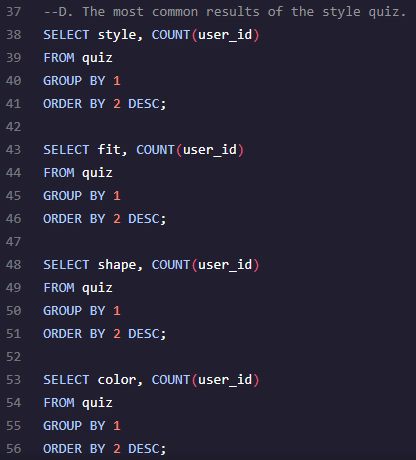 37 --D. The most common results of the style quiz.
38 SELECT style, COUNT(user_id)
39 FROM quiz
40 GROUP BY 1
41 ORDER BY 2 DESC;
42
43 SELECT fit, COUNT(user_id)
44 FROM quiz
45 GROUP BY 1
46 ORDER BY 2 DESC;
47
48 SELECT shape, COUNT(user_id)
49 FROM quiz
50 GROUP BY 1
51 ORDER BY 2 DESC;
52
53 SELECT color, COUNT(user_id)
54 FROM quiz
55 GROUP BY 1
56 ORDER BY 2 DESC;